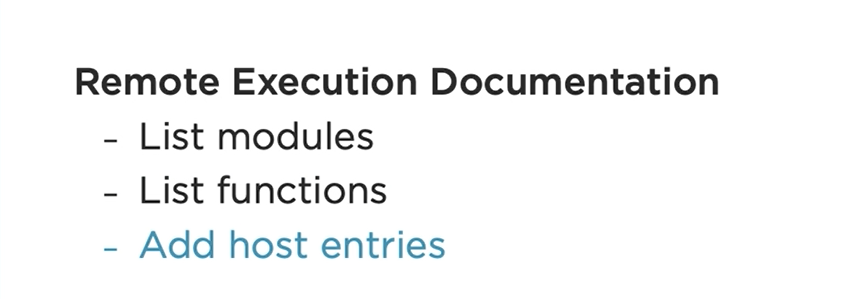 Remote Execution Documentation
- List modules
- List functions
- Add host entries